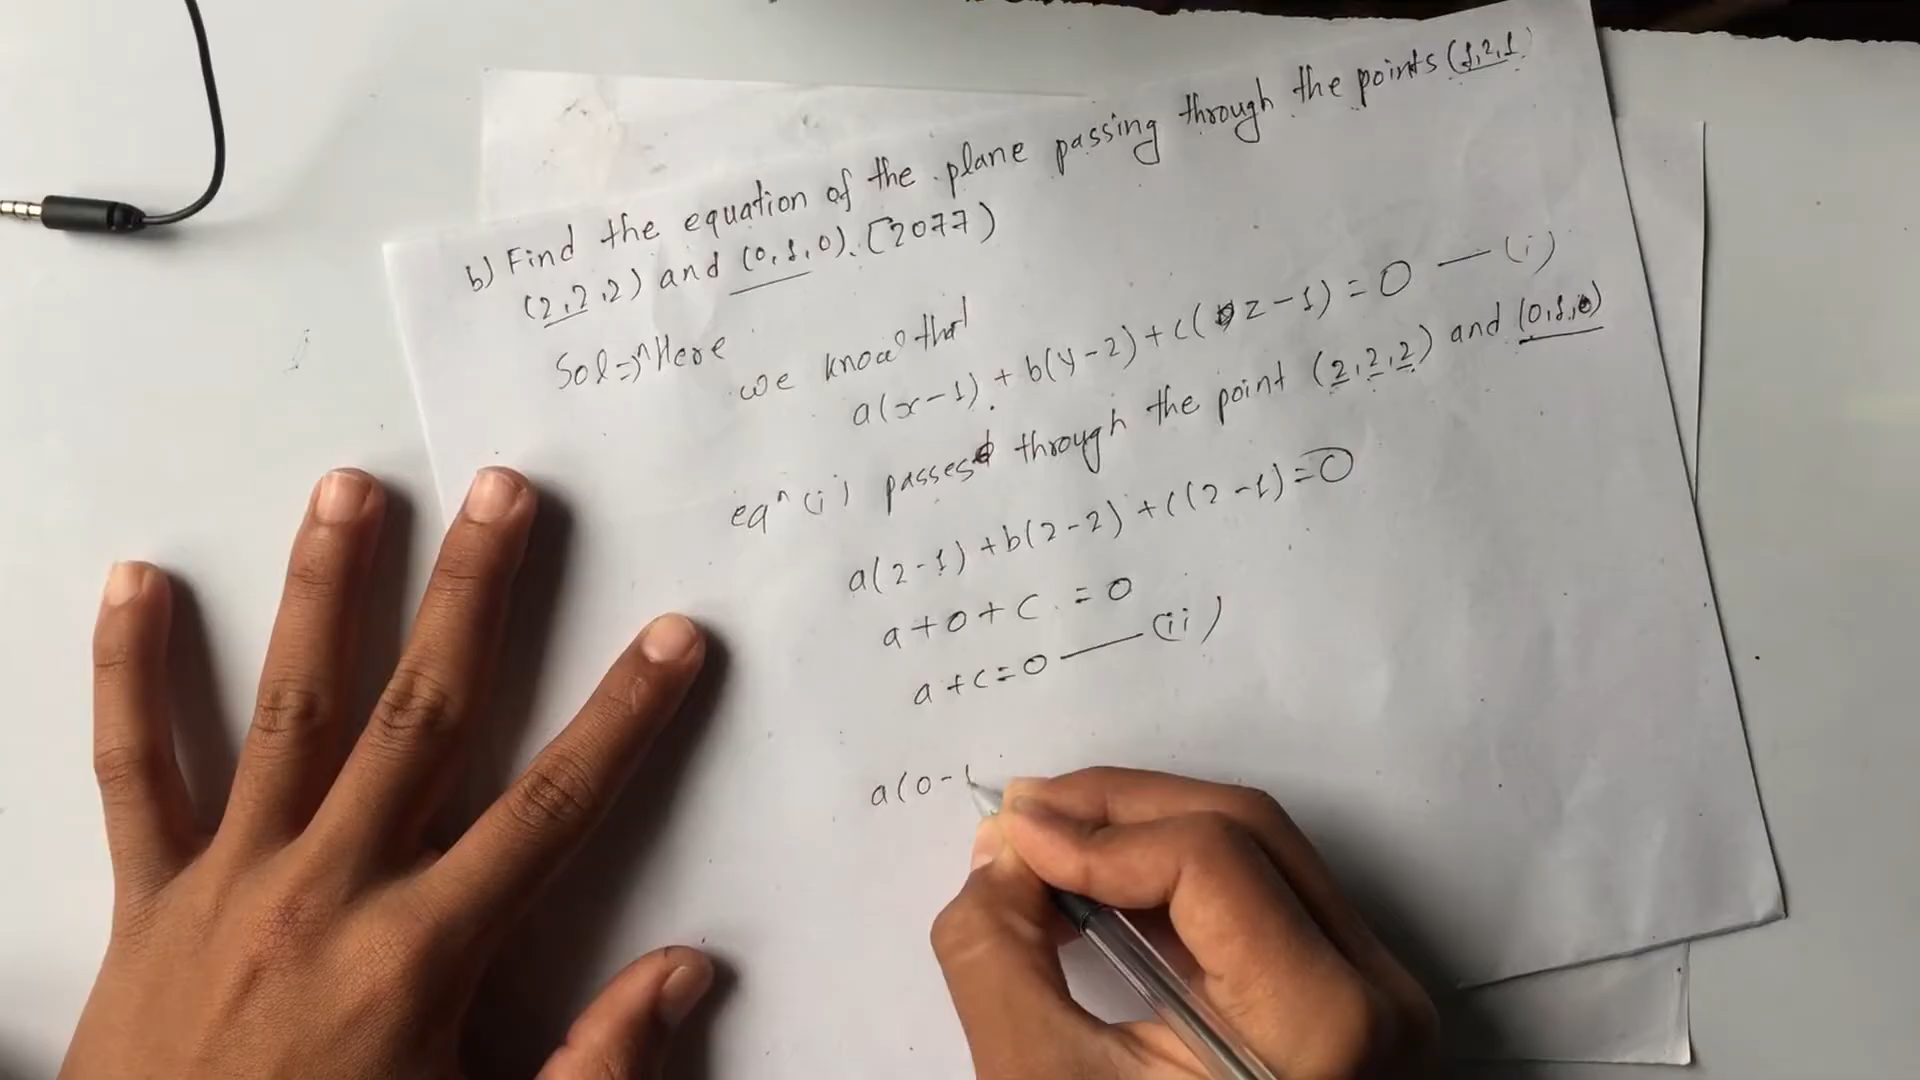 b) Find the equation of the plane passing through the points (1,2,1)
(2,2,2) and (0,1,0). [2077)
Sol⇒ⁿ Here
we know that
a(x-1) + b(y-2) + c(z-1) = 0 — (i)
eqⁿ (i) passes through the point (2,2,2) and (0,1,0)
a(2-1) + b(2-2) + c(2-1) = 0
a + 0 + c = 0
a + c = 0 — (ii)
a(0-1